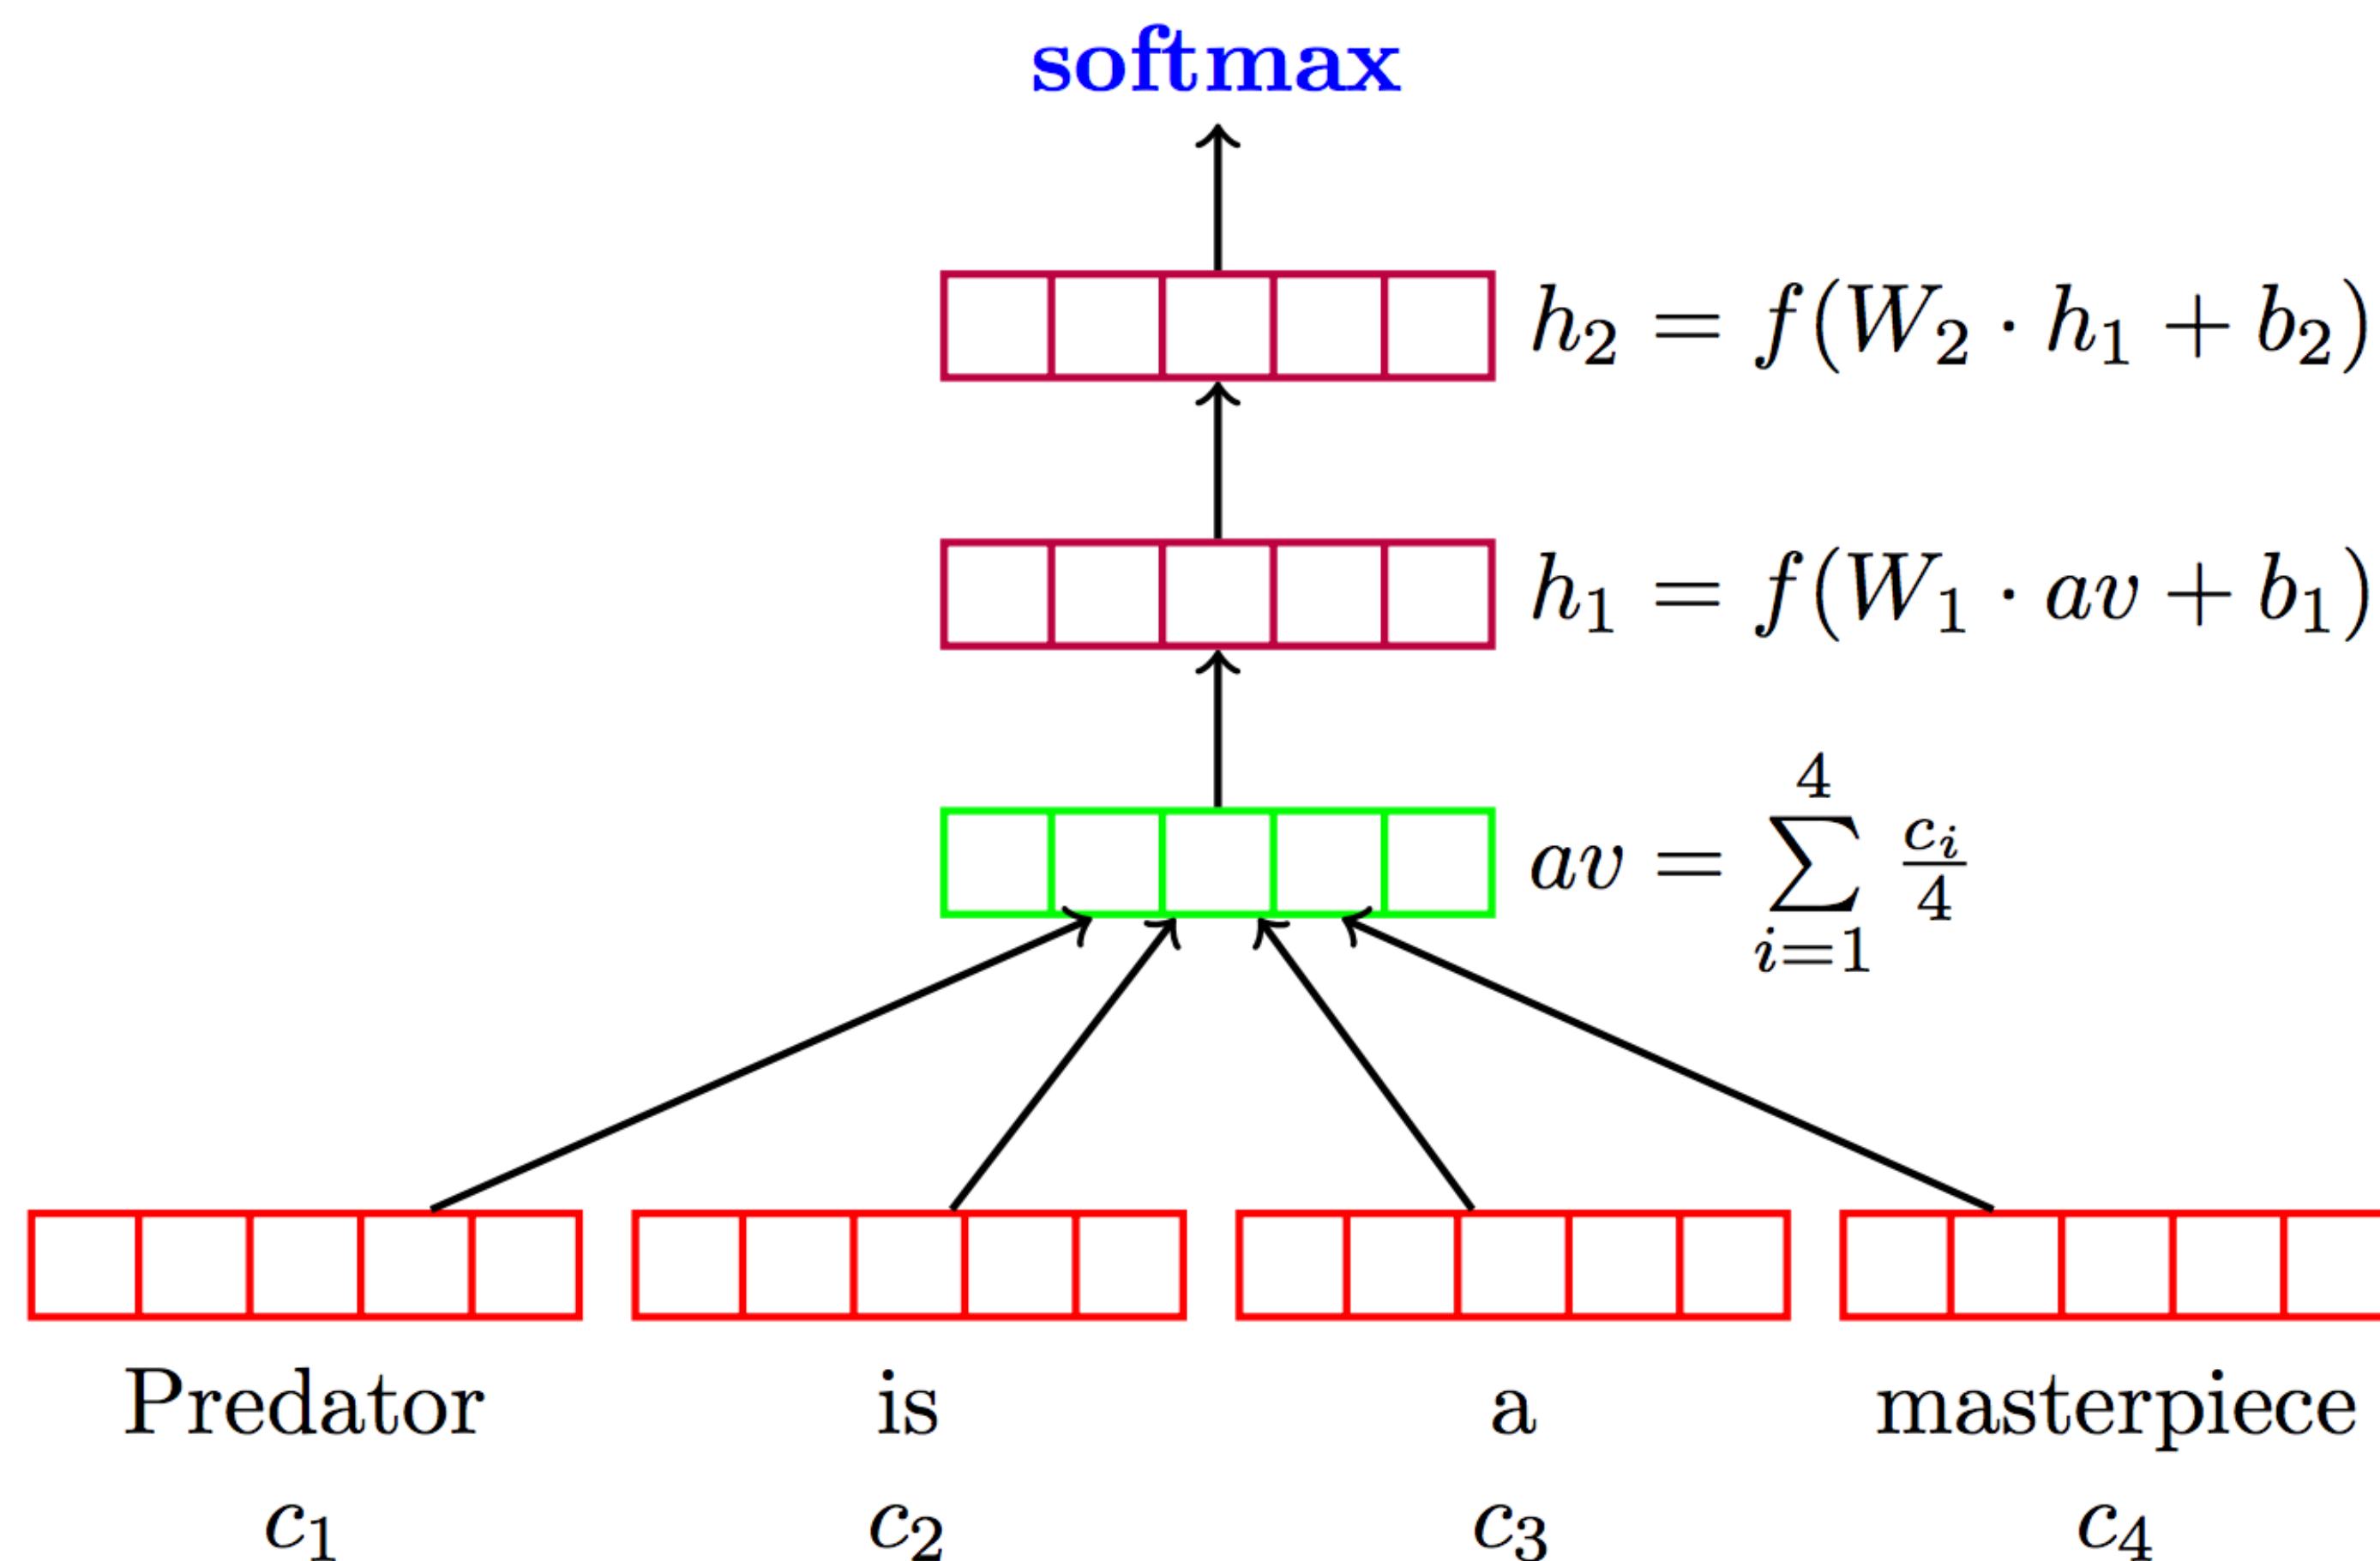 softmax
h₂ = f(W₂ · h₁ + b₂)
h₁ = f(W₁ · av + b₁)
av = ∑_{i=1}^{4} c_i/4
Predator is a masterpiece
c₁ c₂ c₃ c₄